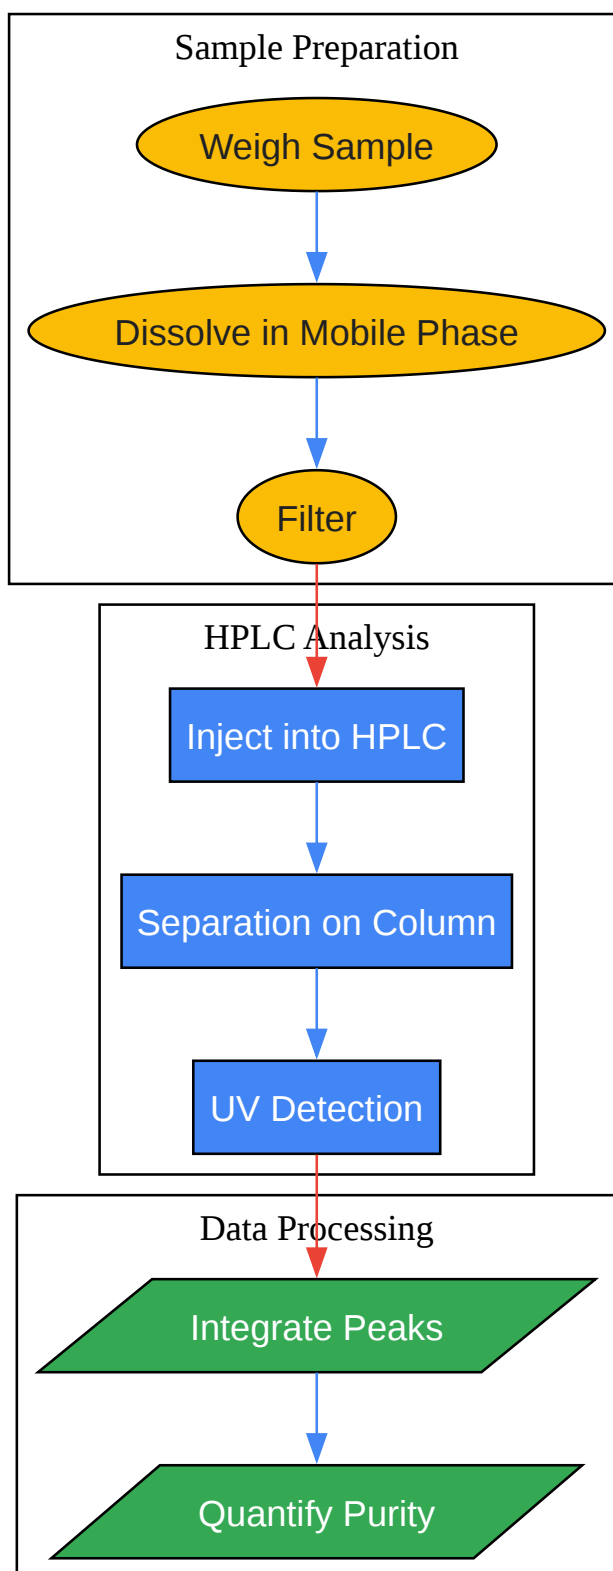 Sample Preparation
Weigh Sample
Dissolve in Mobile Phase
Filter
HPLC Analysis
Inject into HPLC
Separation on Column
UV Detection
Data Processing
Integrate Peaks
Quantify Purity